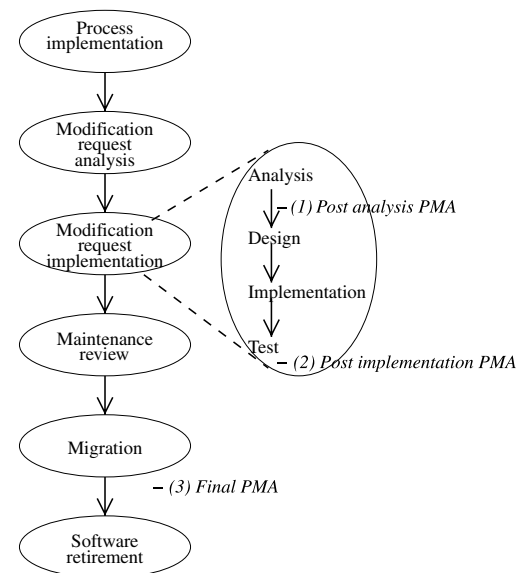 Process
implementation
Modification
request
analysis
Modification
request
implementation
Maintenance
review
Migration
Software
retirement
Analysis
– (1) Post analysis PMA
Design
Implementation
Test
– (2) Post implementation PMA
– (3) Final PMA